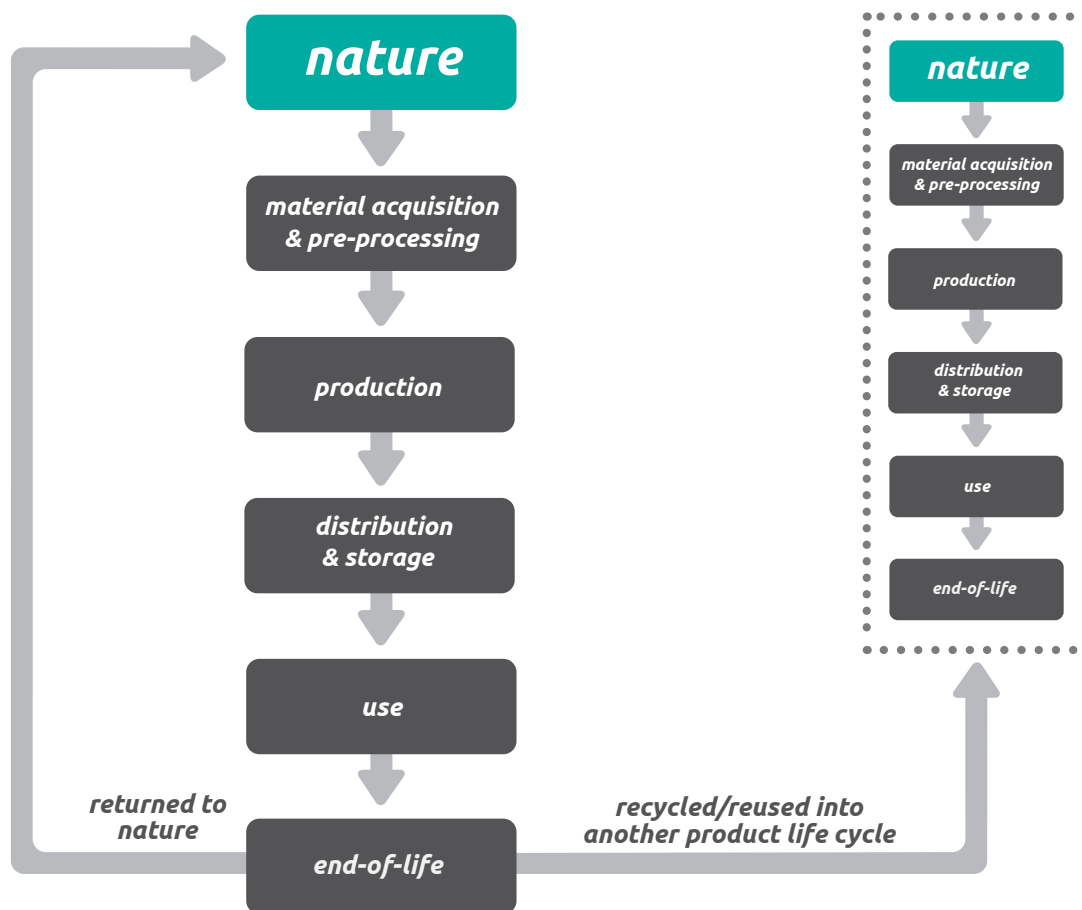 nature
material acquisition
& pre-processing
production
distribution
& storage
use
end-of-life
returned to
nature
recycled/reused into
another product life cycle
nature
material acquisition
& pre-processing
production
distribution
& storage
use
end-of-life